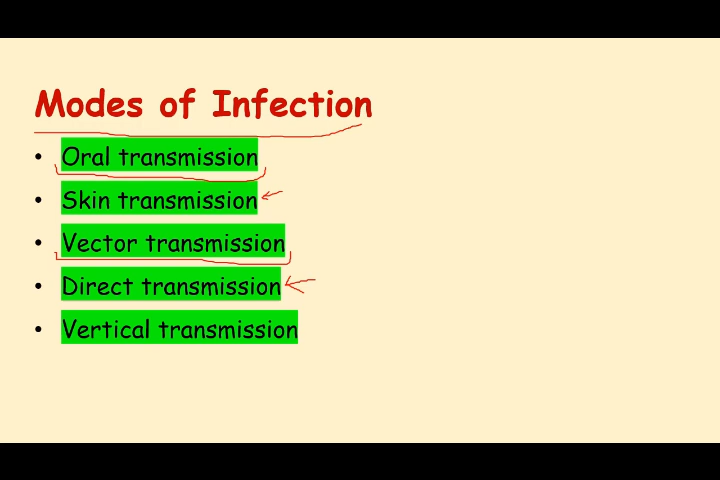 Modes of Infection
• Oral transmission
• Skin transmission
• Vector transmission
• Direct transmission
• Vertical transmission